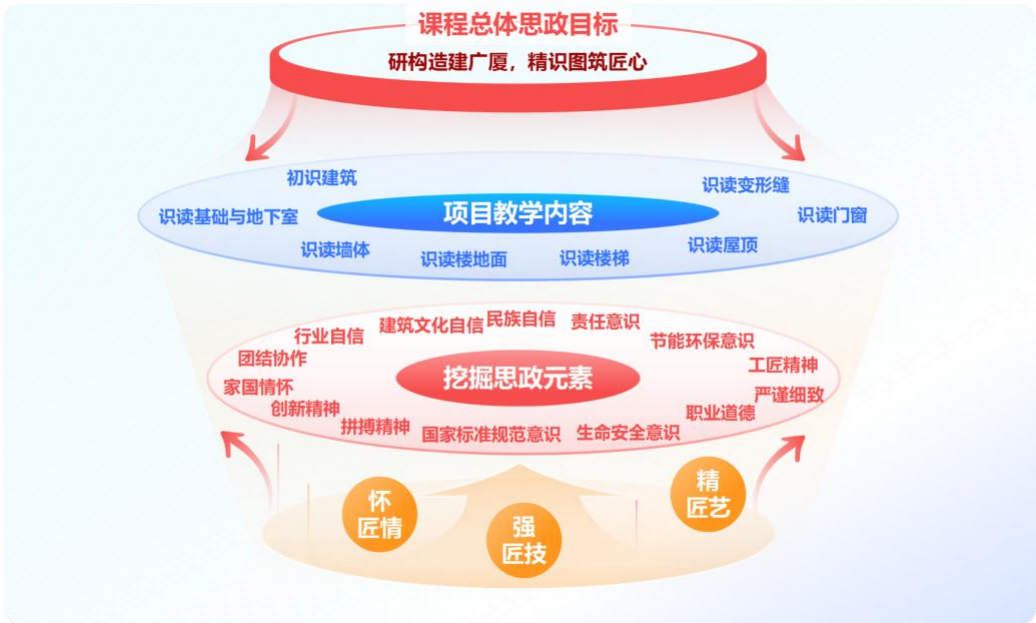 课程总体思政目标
研构造建广厦，精识图筑匠心
初识建筑
识读变形缝
识读基础与地下室
项目教学内容
识读门窗
识读墙体
识读楼地面
识读楼梯
识读屋顶
行业自信
建筑文化自信
民族自信
责任意识
节能环保意识
团结协作
挖掘思政元素
工匠精神
家国情怀
严谨细致
创新精神
拼搏精神
国家标准规范意识
生命安全意识
职业道德
怀
匠情
强
匠技
精
匠艺